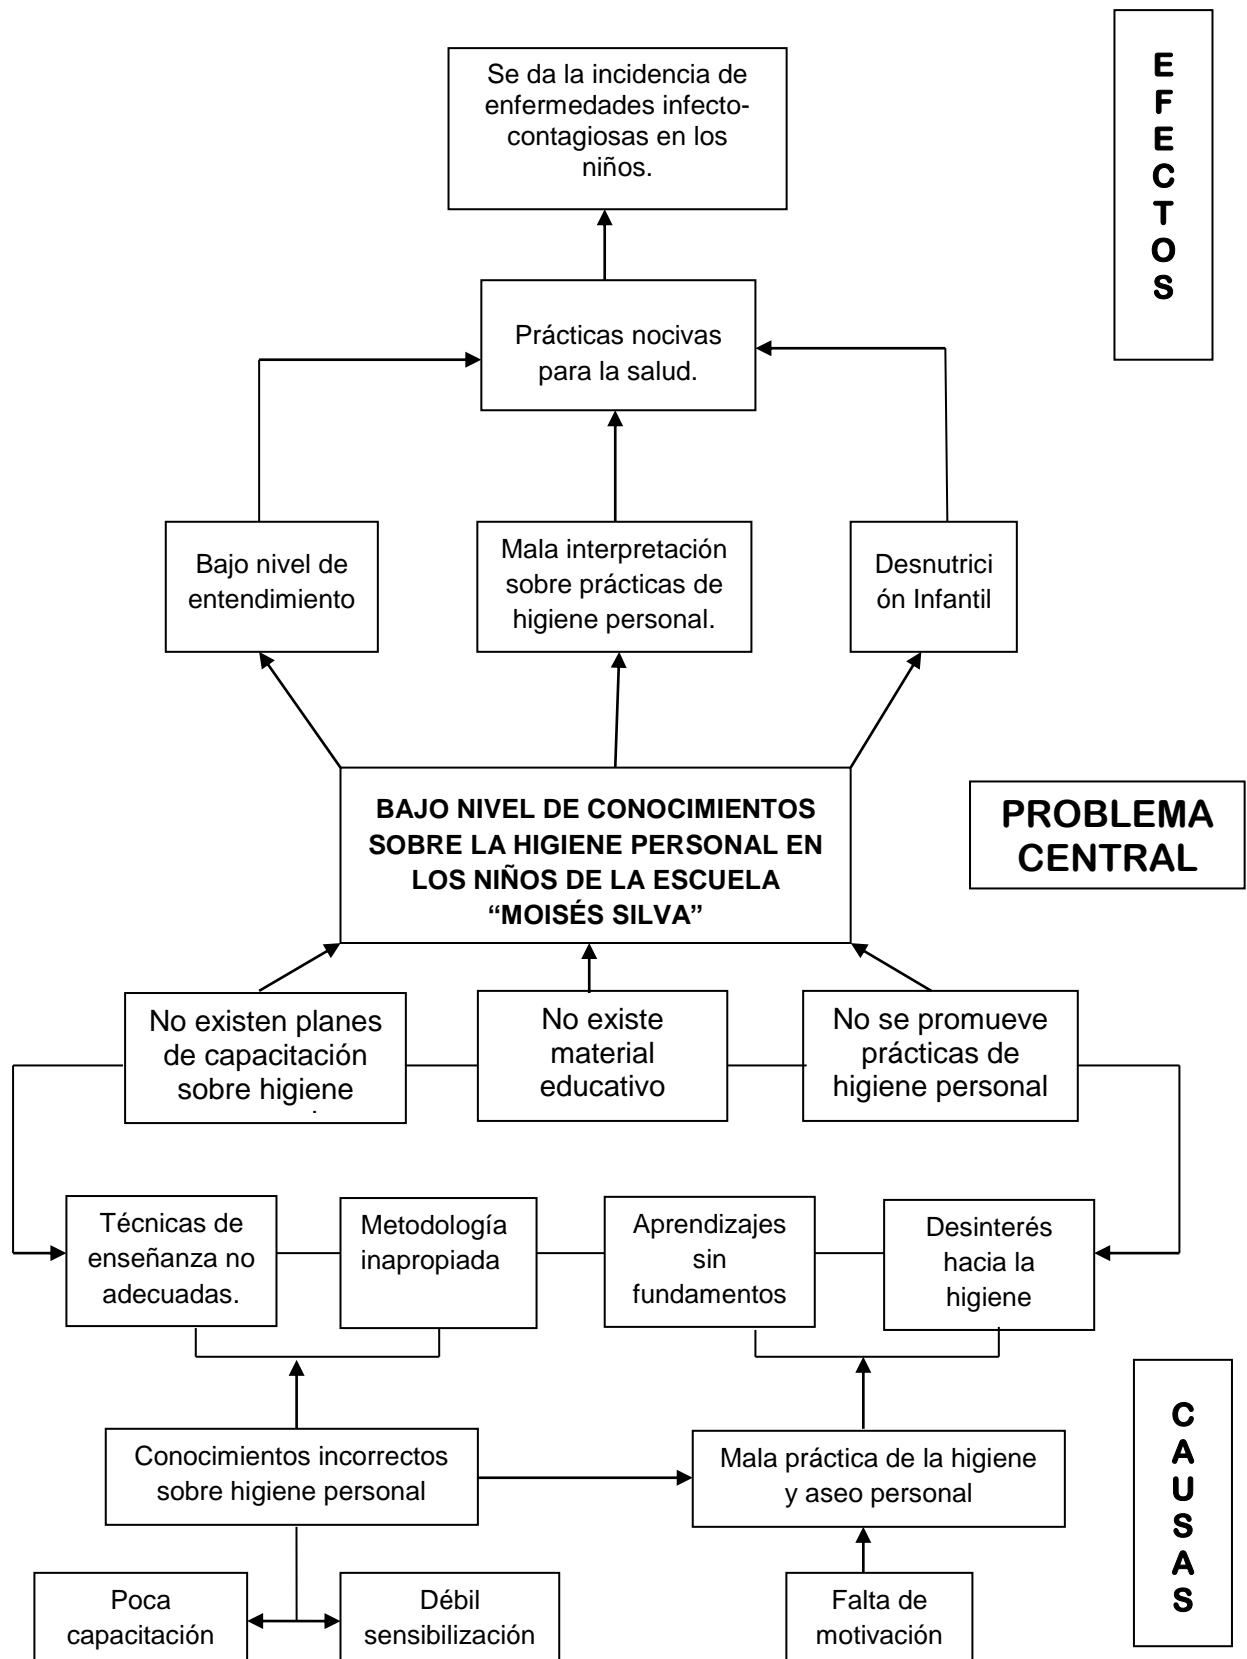 Se da la incidencia de
enfermedades infecto-
contagiosas en los
niños.
E
F
E
C
T
O
S
Prácticas nocivas
para la salud.
Bajo nivel de
entendimiento
Mala interpretación
sobre prácticas de
higiene personal.
Desnutrici
ón Infantil
BAJO NIVEL DE CONOCIMIENTOS
SOBRE LA HIGIENE PERSONAL EN
LOS NIÑOS DE LA ESCUELA
“MOISÉS SILVA”
PROBLEMA
CENTRAL
No existen planes
de capacitación
sobre higiene
No existe
material
educativo
No se promueve
prácticas de
higiene personal
Técnicas de
enseñanza no
adecuadas.
Metodología
inapropiada
Aprendizajes
sin
fundamentos
Desinterés
hacia la
higiene
Conocimientos incorrectos
sobre higiene personal
Mala práctica de la higiene
y aseo personal
C
A
U
S
A
S
Poca
capacitación
Débil
sensibilización
Falta de
motivación